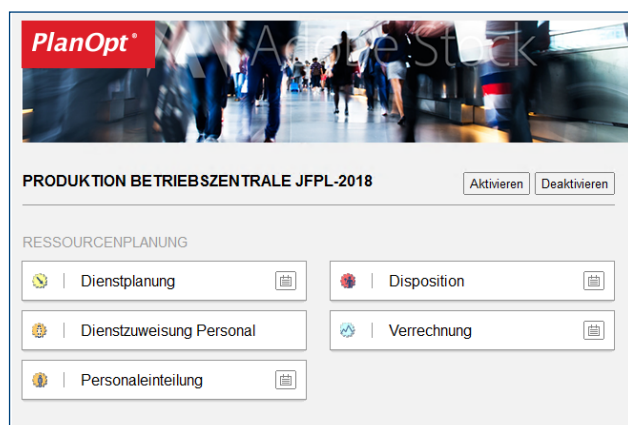 PlanOpt®
Adobe Stock
PRODUKTION BETRIEBSZENTRALE JFPL-2018
Aktivieren Deaktivieren
RESSOURCENPLANUNG
Dienstplanung
Disposition
Dienstzuweisung Personal
Verrechnung
Personaleinteilung